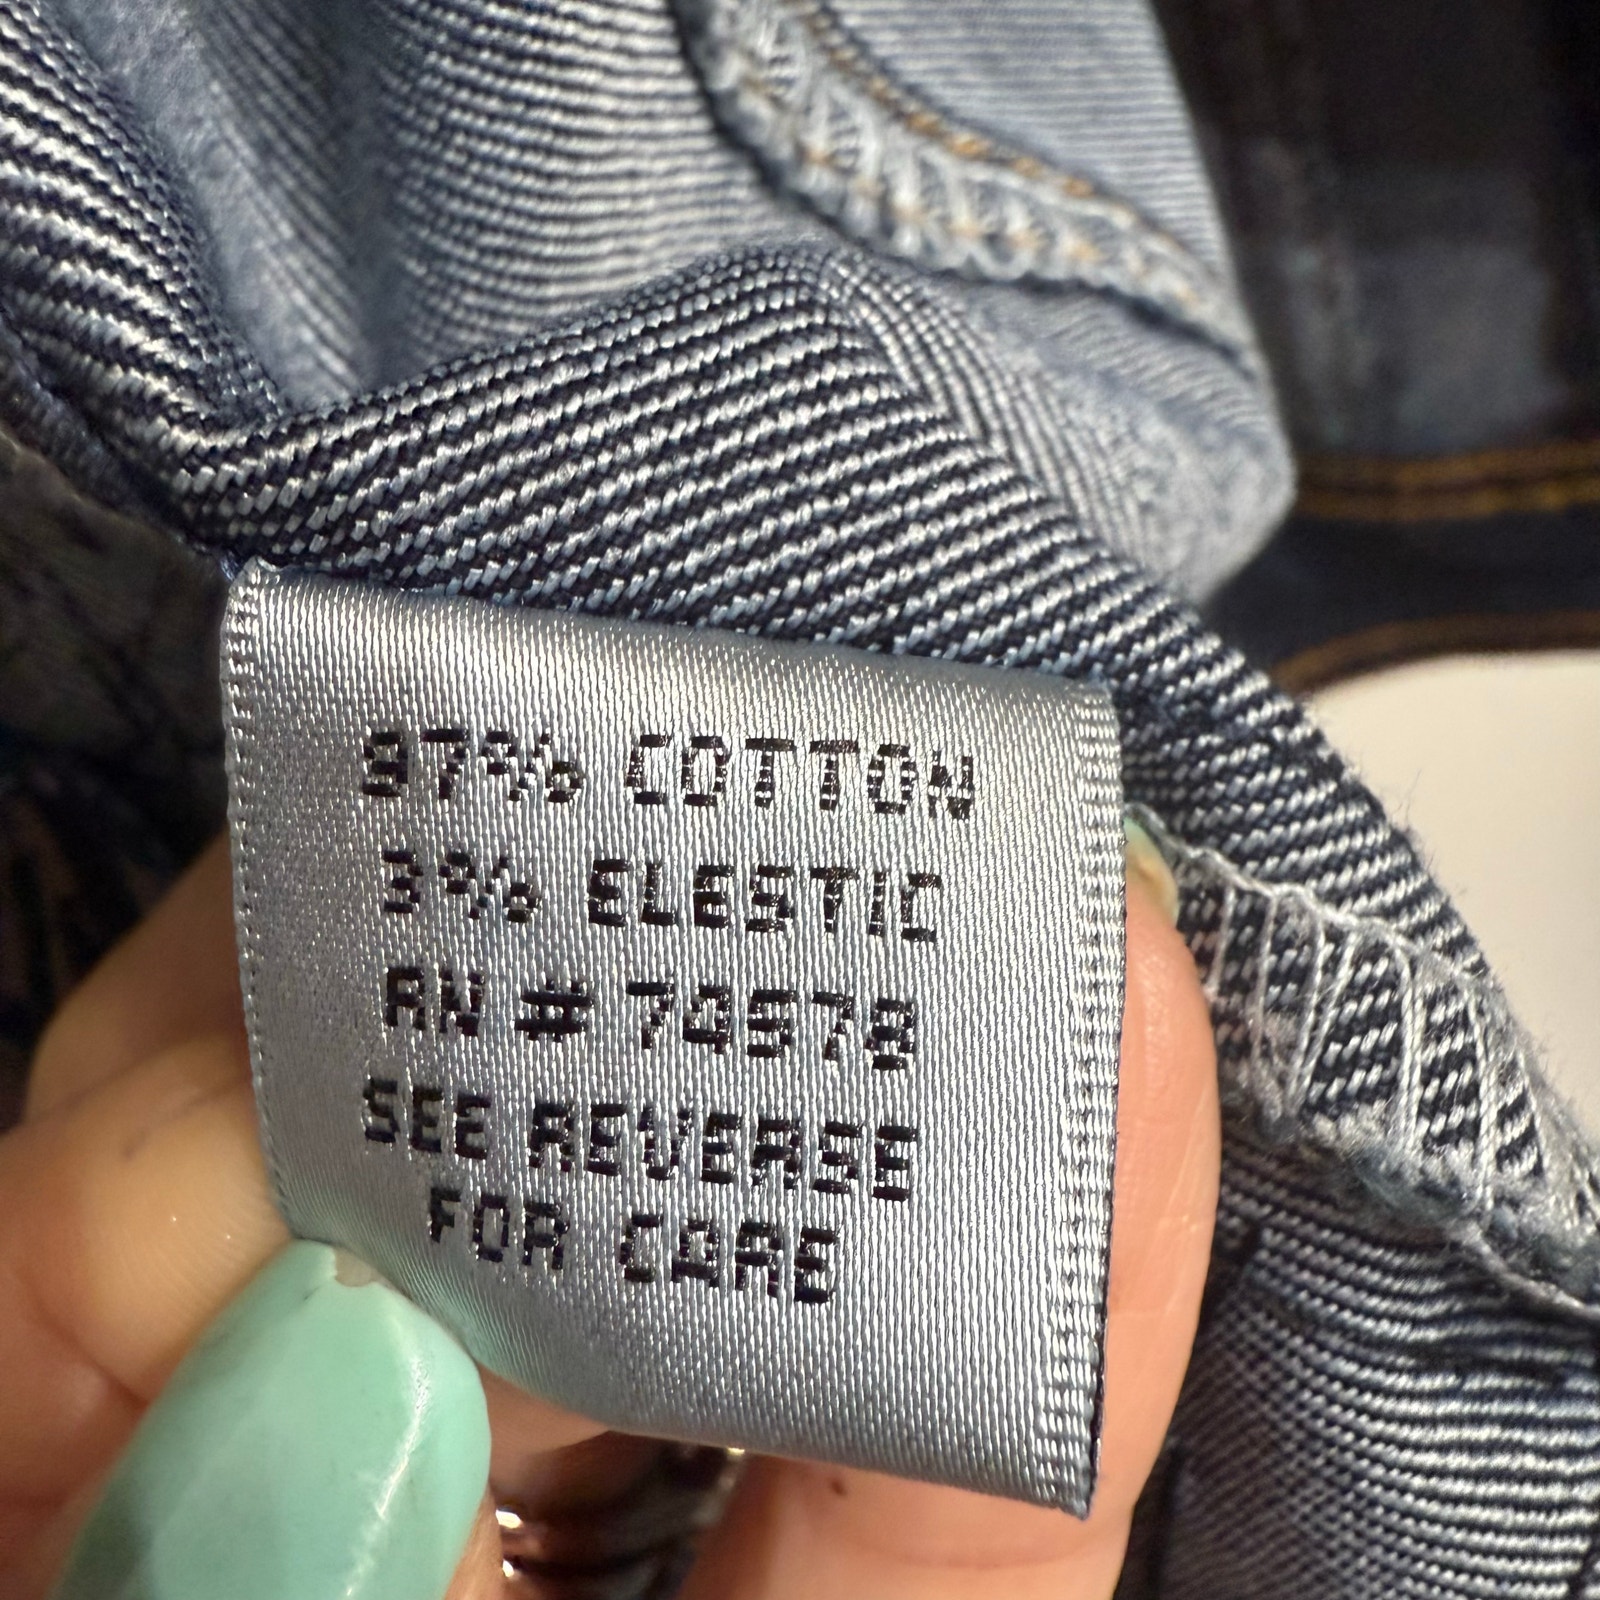 97% COTTON
3% ELESTIC
RN # 74578
SEE REVERSE
FOR CARE